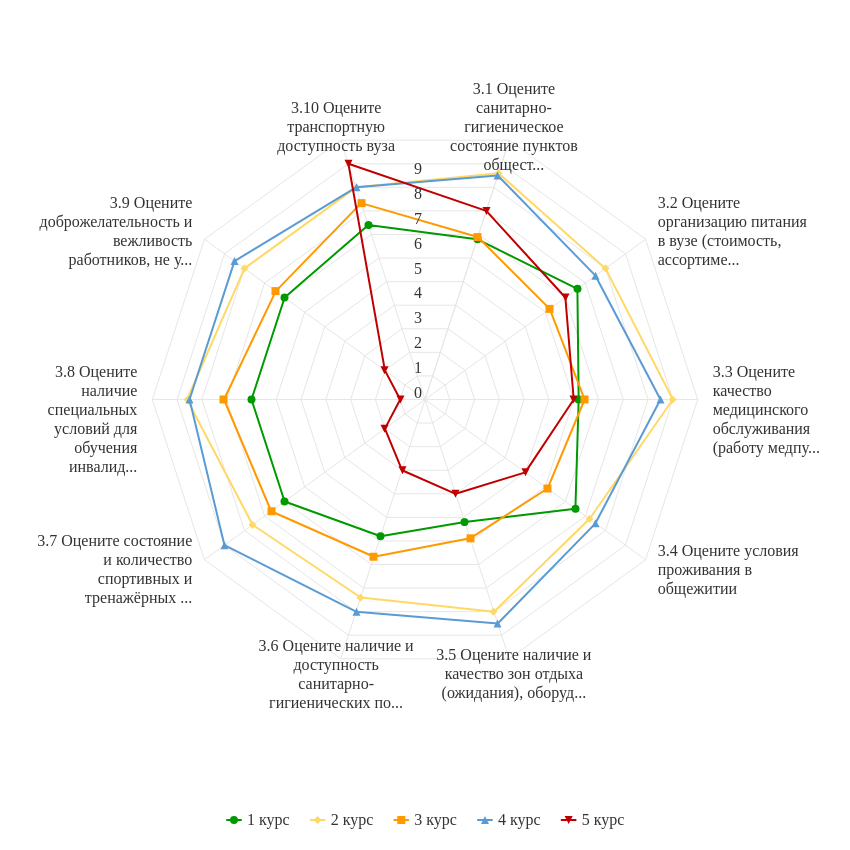 3.1 Оцените
санитарно-
гигиеническое
состояние пунктов
общест...
3.10 Оцените
транспортную
доступность вуза
3.2 Оцените
организацию питания
в вузе (стоимость,
ассортиме...
3.9 Оцените
доброжелательность и
вежливость
работников, не у...
9
8
7
6
5
4
3
2
1
0
3.8 Оцените
наличие
специальных
условий для
обучения
инвалид...
3.3 Оцените
качество
медицинского
обслуживания
(работу медпу...
3.7 Оцените состояние
и количество
спортивных и
тренажёрных ...
3.4 Оцените условия
проживания в
общежитии
3.6 Оцените наличие и
доступность
санитарно-
гигиенических по...
3.5 Оцените наличие и
качество зон отдыха
(ожидания), оборуд...
1 курс 2 курс 3 курс 4 курс 5 курс